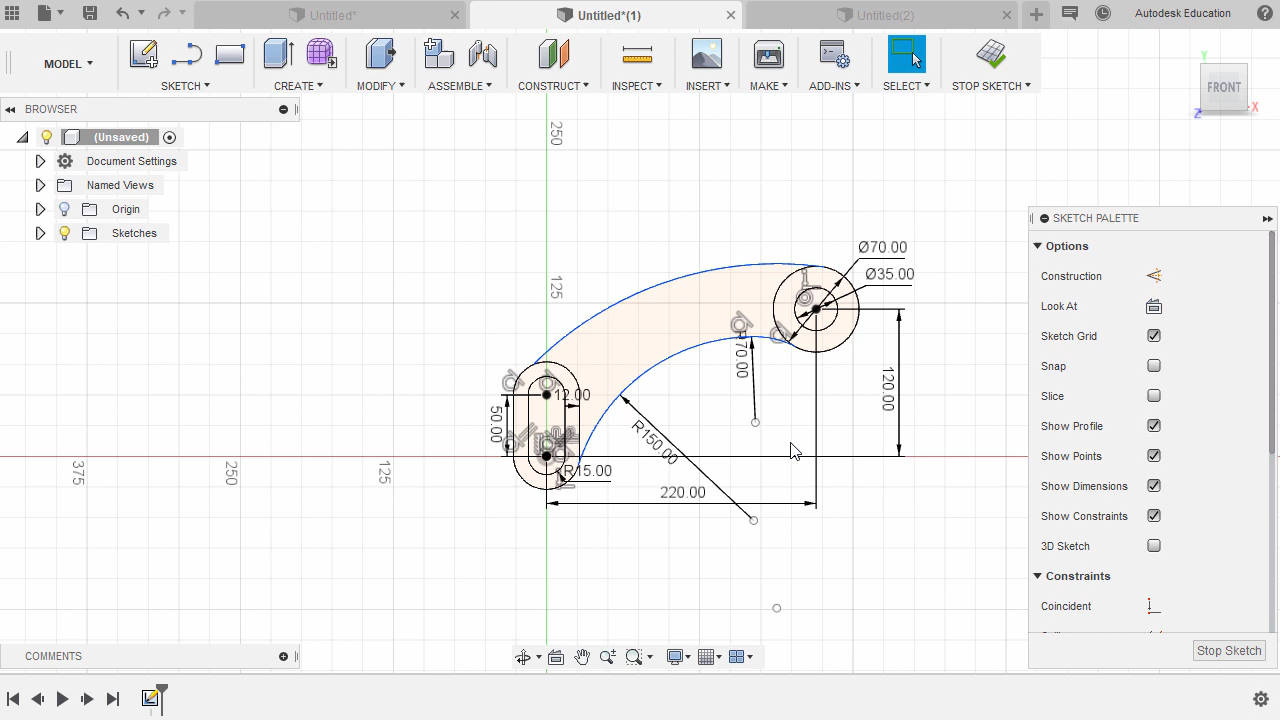 Untitled*
Untitled*(1)
Untitled(2)
Autodesk Education
MODEL
SKETCH
CREATE
MODIFY
ASSEMBLE
CONSTRUCT
INSPECT
INSERT
MAKE
ADD-INS
SELECT
STOP SKETCH
BROWSER
(Unsaved)
Document Settings
Named Views
Origin
Sketches
Y
FRONT
Z
X
250
125
375
250
125
Ø70.00
Ø35.00
R70.00
120.00
12.00
50.00
R150.00
R15.00
220.00
SKETCH PALETTE
Options
Construction
Look At
Sketch Grid
Snap
Slice
Show Profile
Show Points
Show Dimensions
Show Constraints
3D Sketch
Constraints
Coincident
Stop Sketch
COMMENTS